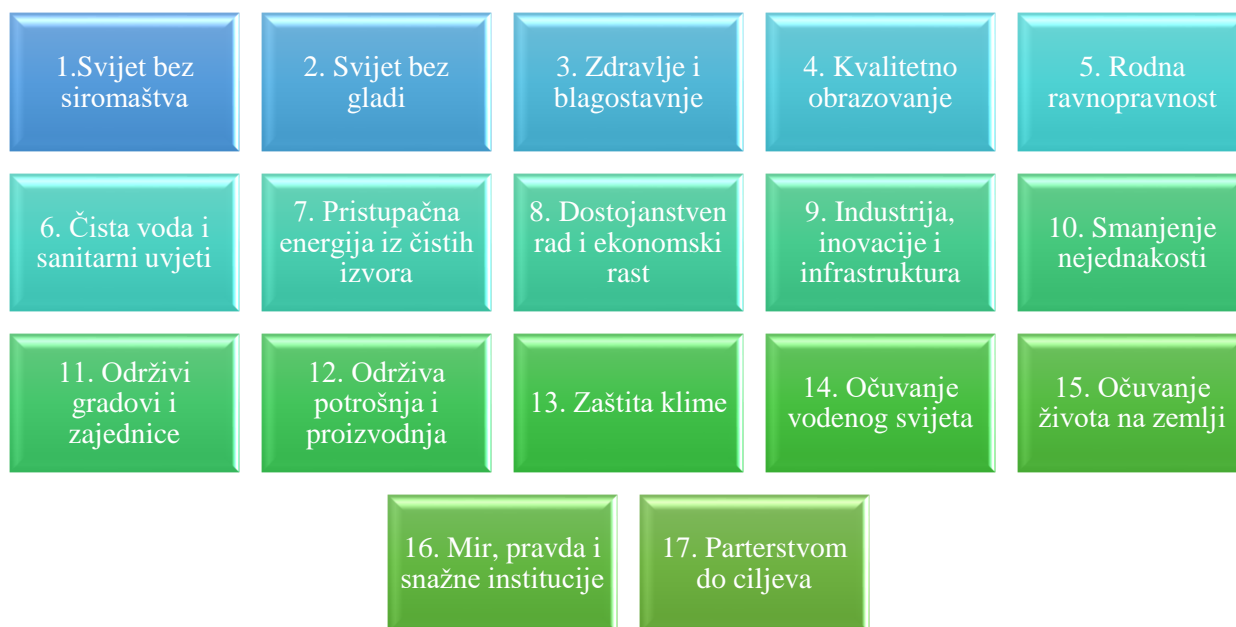 1.Svijet bez
siromaštva
2. Svijet bez
gladi
3. Zdravlje i
blagostavnje
4. Kvalitetno
obrazovanje
5. Rodna
ravnopravnost
6. Čista voda i
sanitarni uvjeti
7. Pristupačna
energija iz čistih
izvora
8. Dostojanstven
rad i ekonomski
rast
9. Industrija,
inovacije i
infrastruktura
10. Smanjenje
nejednakosti
11. Održivi
gradovi i
zajednice
12. Održiva
potrošnja i
proizvodnja
13. Zaštita klime
14. Očuvanje
vodenog svijeta
15. Očuvanje
života na zemlji
16. Mir, pravda i
snažne institucije
17. Parterstvom
do ciljeva